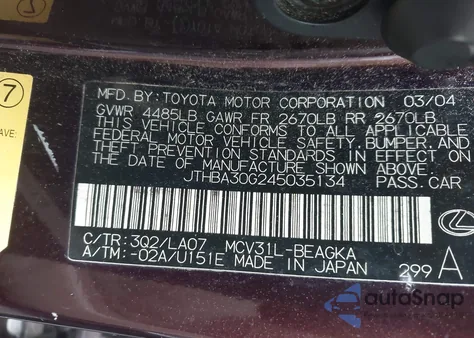 7
MFD. BY: TOYOTA MOTOR CORPORATION 03/04
GVWR 4485LB GAWR FR 2670LB RR 2670LB
THIS VEHICLE CONFORMS TO ALL APPLICABLE
FEDERAL MOTOR VEHICLE SAFETY, BUMPER, AND
THEFT PREVENTION STANDARDS IN EFFECT ON
THE DATE OF MANUFACTURE SHOWN ABOVE.
JTHBA30G245035134 PASS. CAR
C/TR: 3Q2/LA07 MCV31L-BEAGKA
A/TM: -02A/U151E MADE IN JAPAN 299 A
autoSnap